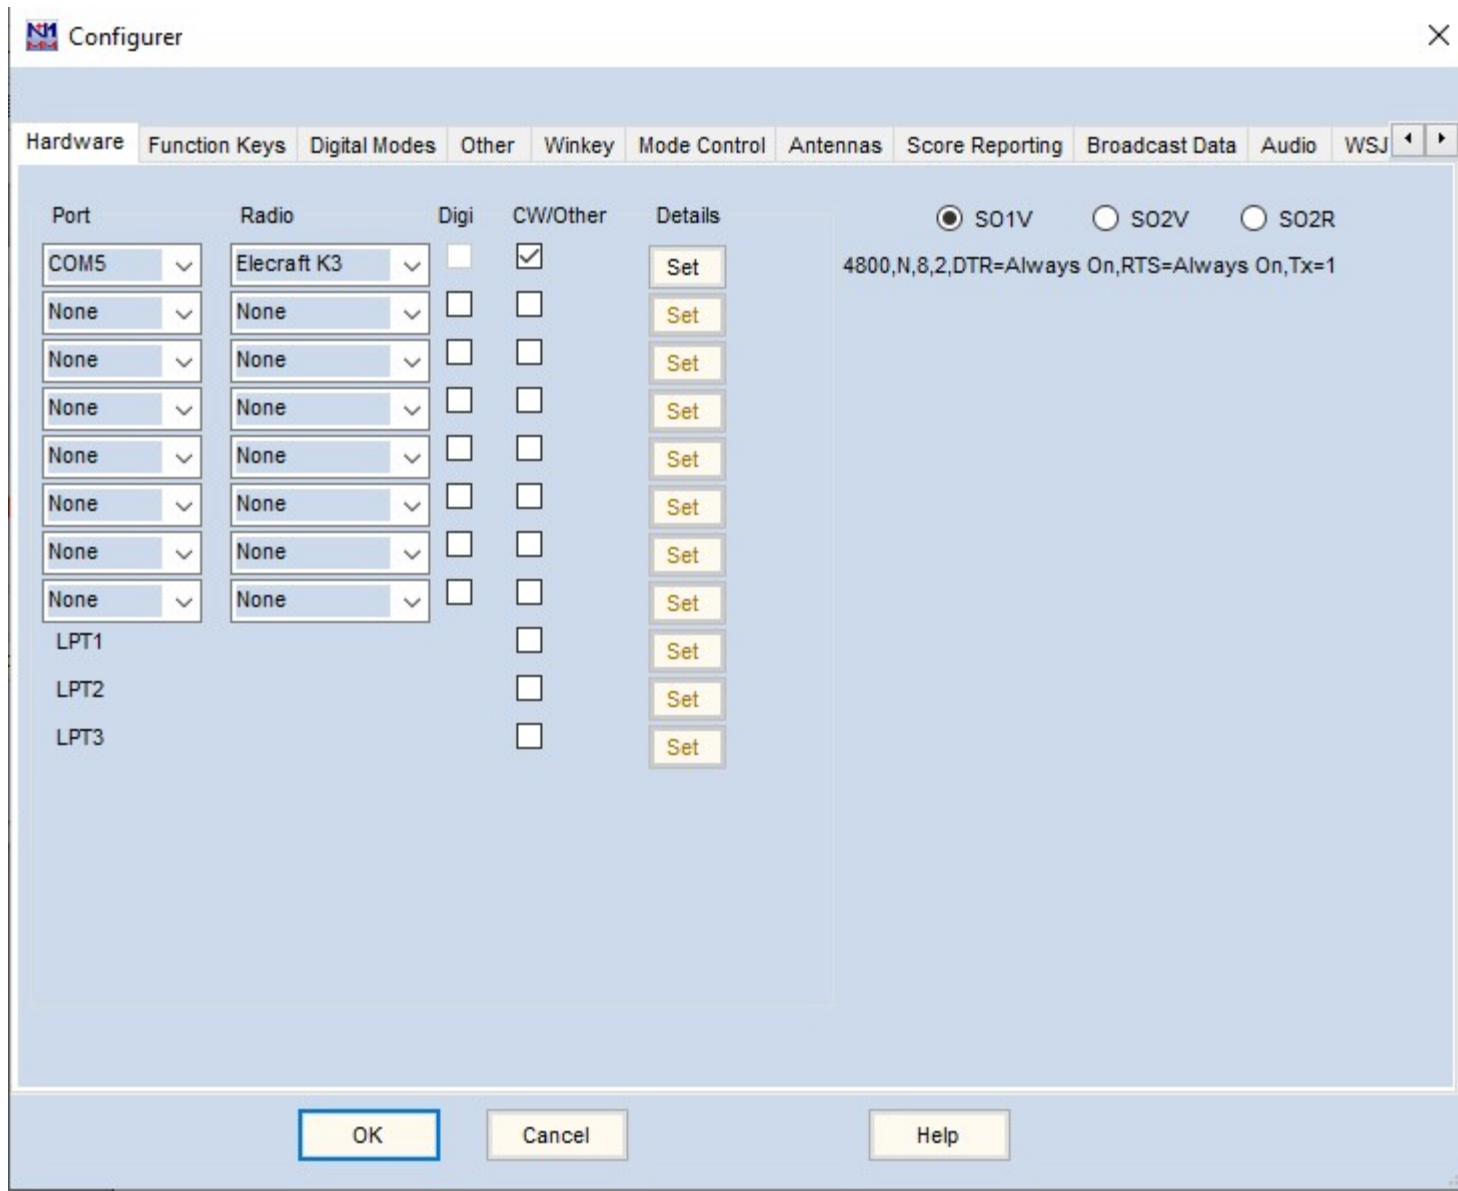 Configurer
Hardware Function Keys Digital Modes Other Winkey Mode Control Antennas Score Reporting Broadcast Data Audio WSJ
Port Radio Digi CW/Other Details SO1V SO2V SO2R
COM5 Elecraft K3 Set 4800,N,8,2,DTR=Always On,RTS=Always On,Tx=1
None None Set
None None Set
None None Set
None None Set
None None Set
None None Set
None None Set
LPT1 Set
LPT2 Set
LPT3 Set
OK Cancel Help